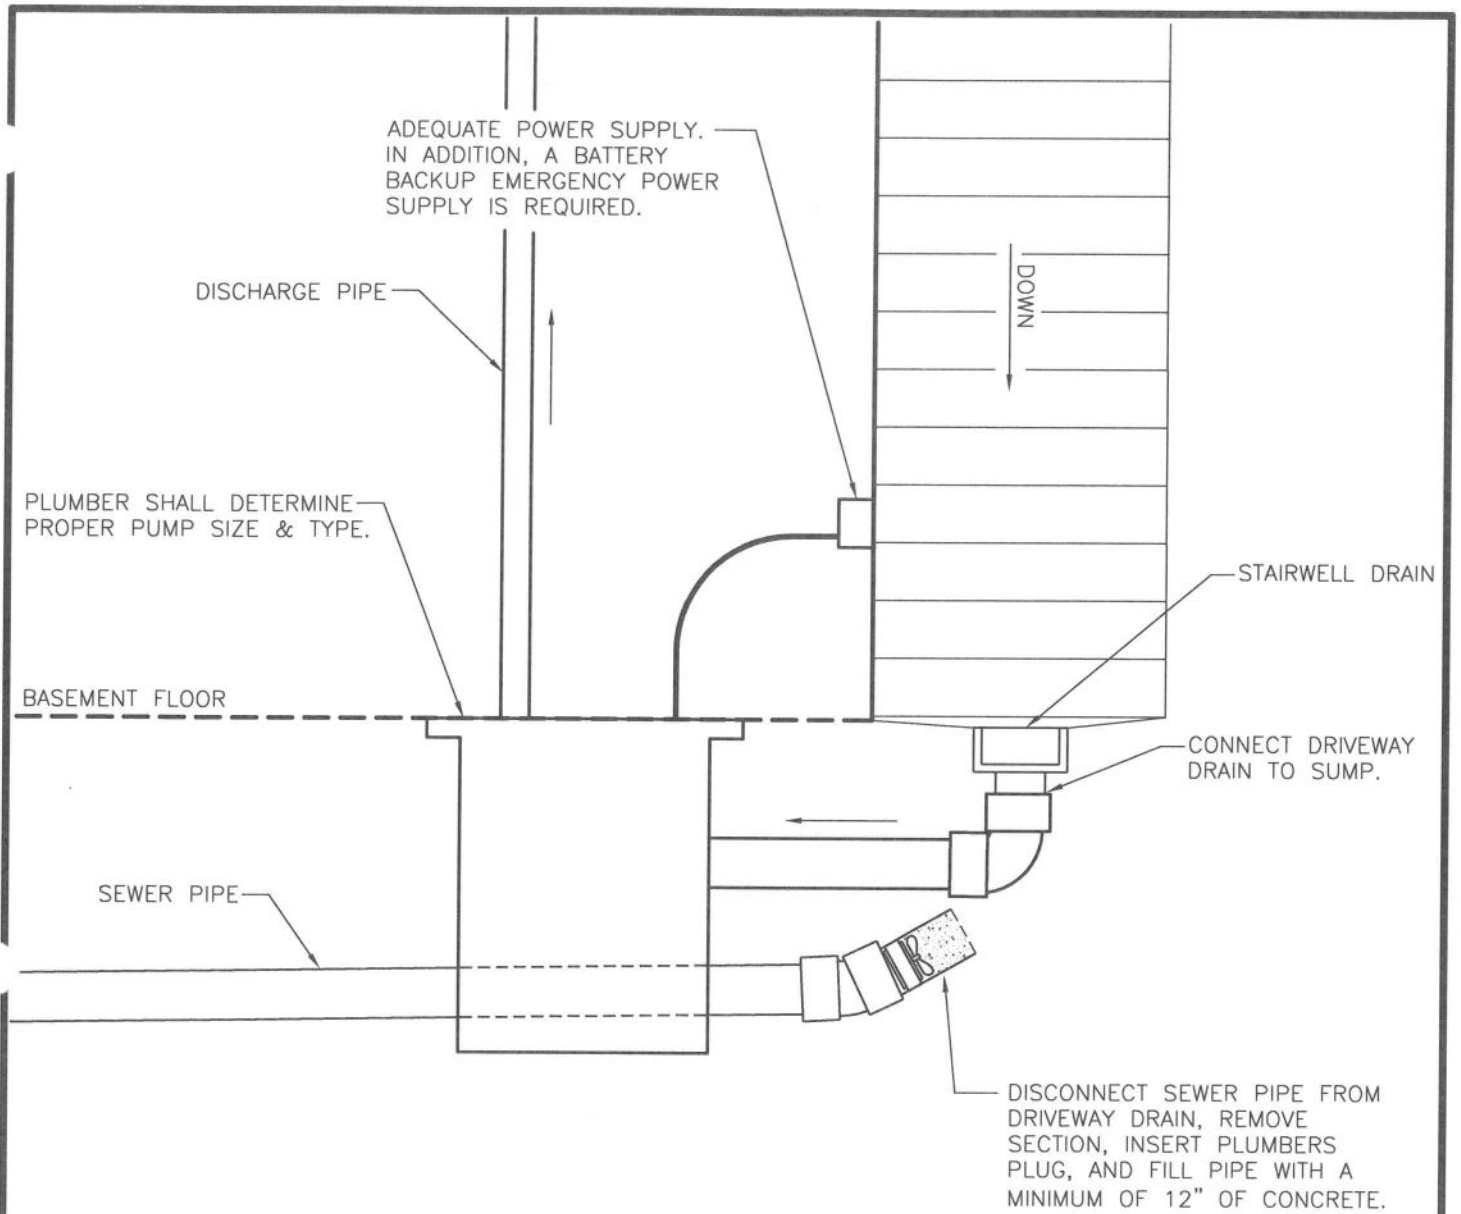 ADEQUATE POWER SUPPLY.
IN ADDITION, A BATTERY
BACKUP EMERGENCY POWER
SUPPLY IS REQUIRED.
DISCHARGE PIPE
DOWN
PLUMBER SHALL DETERMINE
PROPER PUMP SIZE & TYPE.
STAIRWELL DRAIN
BASEMENT FLOOR
CONNECT DRIVEWAY
DRAIN TO SUMP.
SEWER PIPE
DISCONNECT SEWER PIPE FROM
DRIVEWAY DRAIN, REMOVE
SECTION, INSERT PLUMBERS
PLUG, AND FILL PIPE WITH A
MINIMUM OF 12" OF CONCRETE.